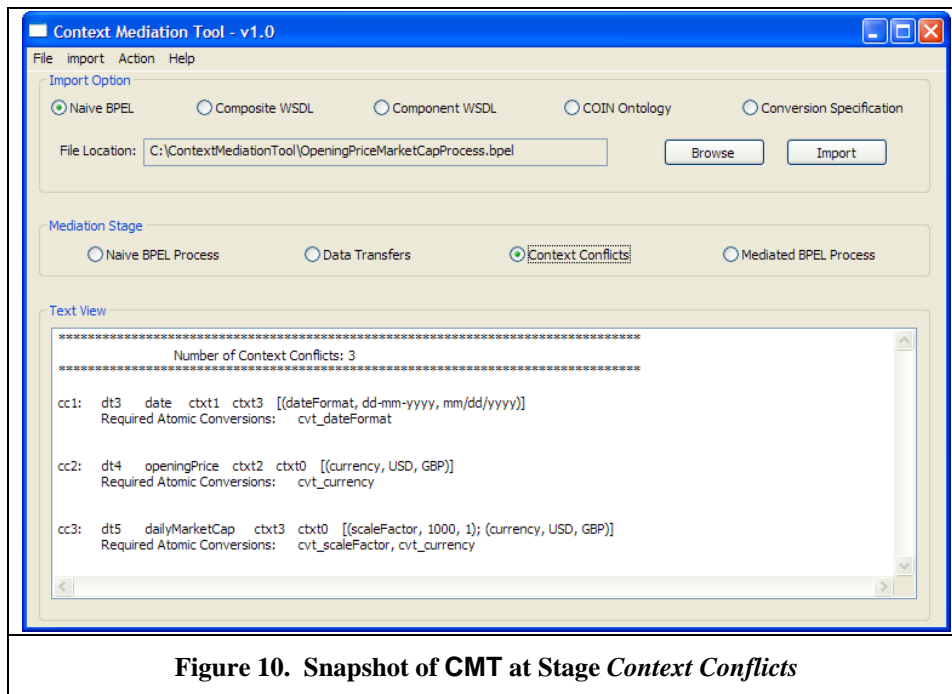 Context Mediation Tool - v1.0
File import Action Help
Import Option
Naive BPEL Composite WSDL Component WSDL COIN Ontology Conversion Specification
File Location: C:\ContextMediationTool\OpeningPriceMarketCapProcess.bpel Browse Import
Mediation Stage
Naive BPEL Process Data Transfers Context Conflicts Mediated BPEL Process
Text View
********************************************************************************
Number of Context Conflicts: 3
********************************************************************************
cc1: dt3 date ctxt1 ctxt3 [(dateFormat, dd-mm-yyyy, mm/dd/yyyy)]
Required Atomic Conversions: cvt_dateFormat
cc2: dt4 openingPrice ctxt2 ctxt0 [(currency, USD, GBP)]
Required Atomic Conversions: cvt_currency
cc3: dt5 dailyMarketCap ctxt3 ctxt0 [(scaleFactor, 1000, 1); (currency, USD, GBP)]
Required Atomic Conversions: cvt_scaleFactor, cvt_currency
Figure 10. Snapshot of CMT at Stage Context Conflicts